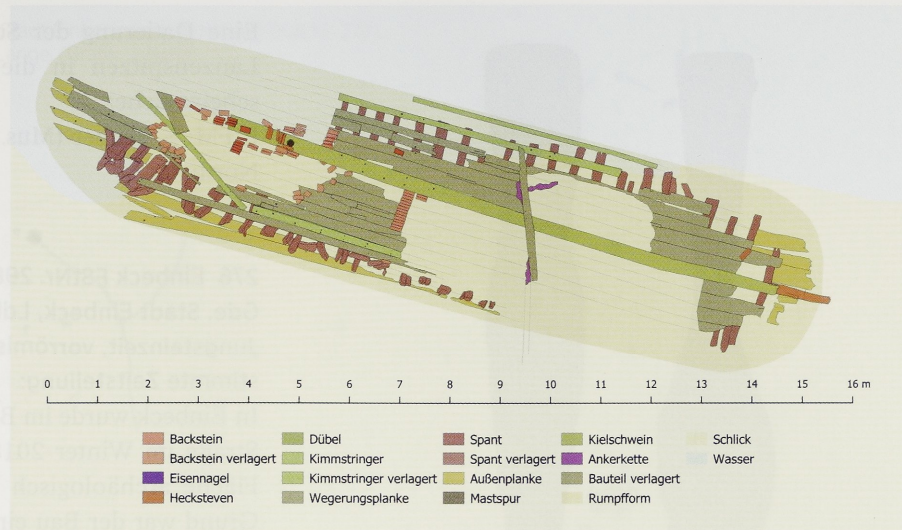 0 1 2 3 4 5 6 7 8 9 10 11 12 13 14 15 16 m
Backstein Dübel Spant Kielschwein Schlick
Backstein verlagert Kimmstringer Spant verlagert Ankerkette Wasser
Eisennagel Kimmstringer verlagert Außenplanke Bauteil verlagert
Hecksteven Wegerungsplanke Mastspur Rumpfform